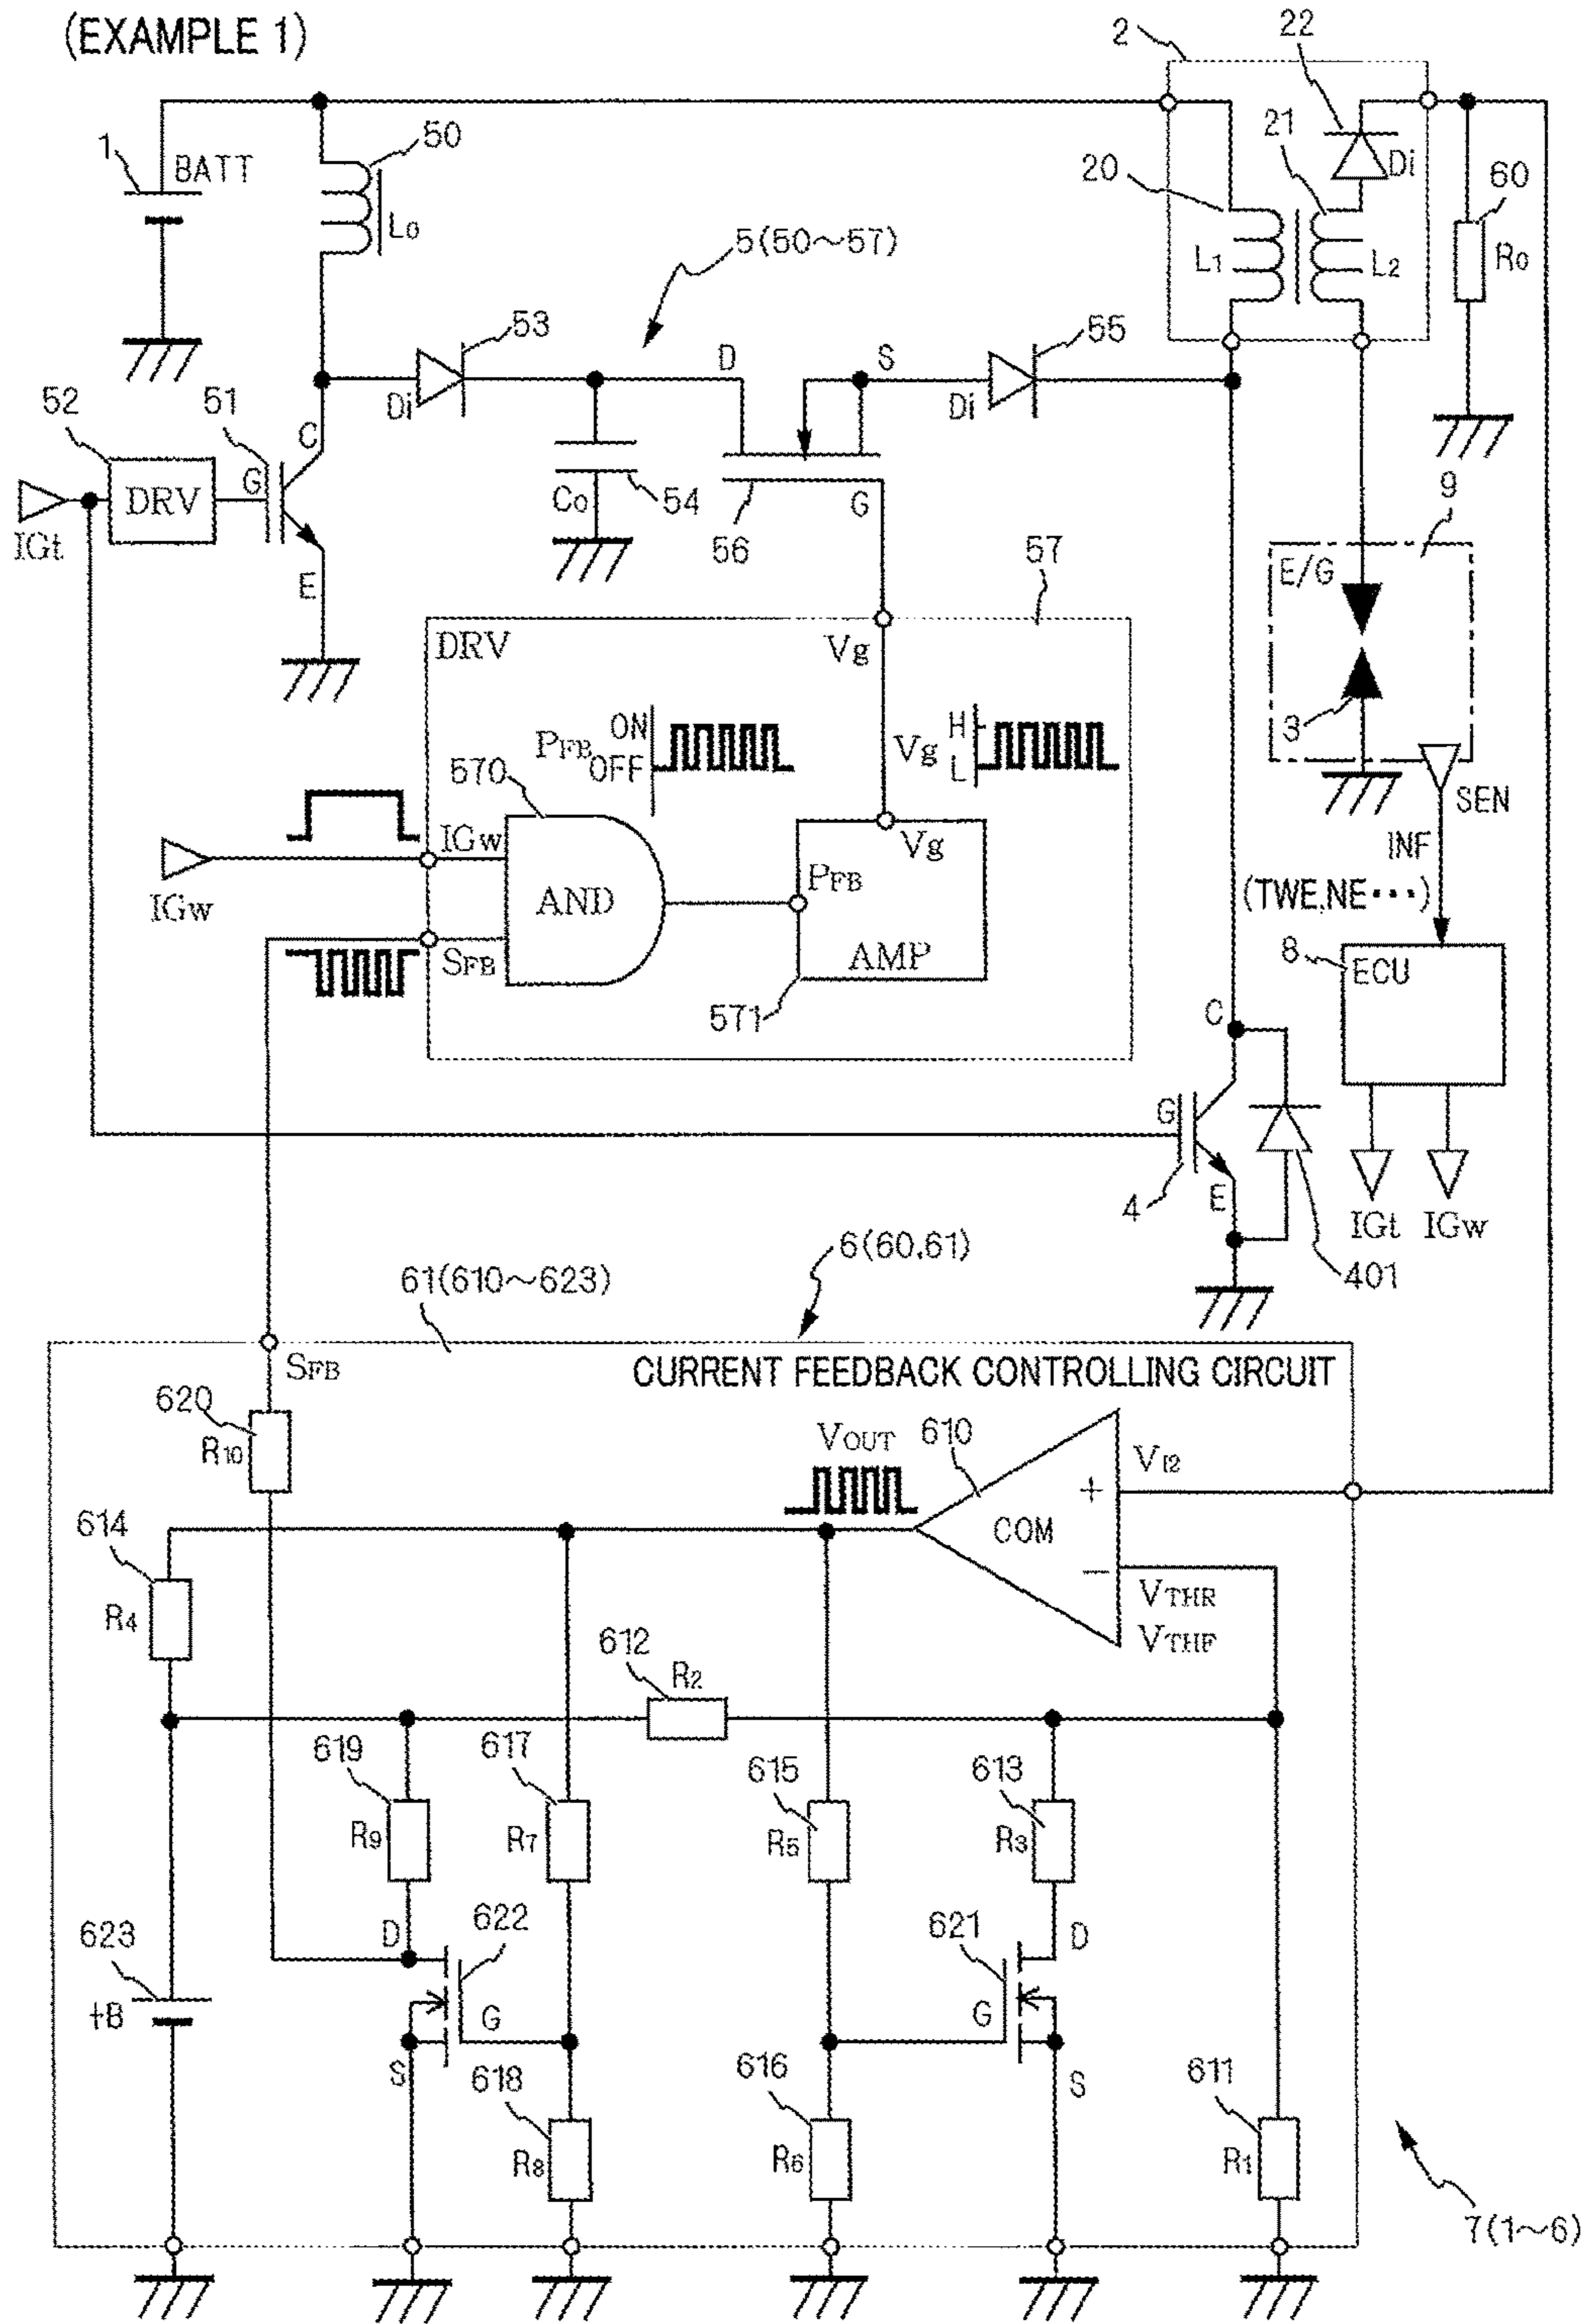 (EXAMPLE 1)
2
22
1
BATT
50
L0
20
21
Di
60
L1
L2
R0
5(50~57)
53
55
D
S
Di
Di
52
51
C
G
DRV
IGt
E
C0
54
56
G
9
E/G
3
57
DRV
Vg
PFB
ON
OFF
Vg
H
L
570
IGw
Vg
SEN
INF
IGw
AND
PFB
(TWE,NE・・・)
SFB
AMP
571
8
ECU
C
G
4
E
IGt
IGw
401
6(60,61)
61(610~623)
SFB
CURRENT FEEDBACK CONTROLLING CIRCUIT
620
R10
VOUT
610
VI2
+
COM
614
−
VTHR
VTHF
R4
612
R2
619
617
615
613
R9
R7
R5
R3
623
D
622
621
D
+B
G
G
S
618
616
S
611
R8
R6
R1
7(1~6)